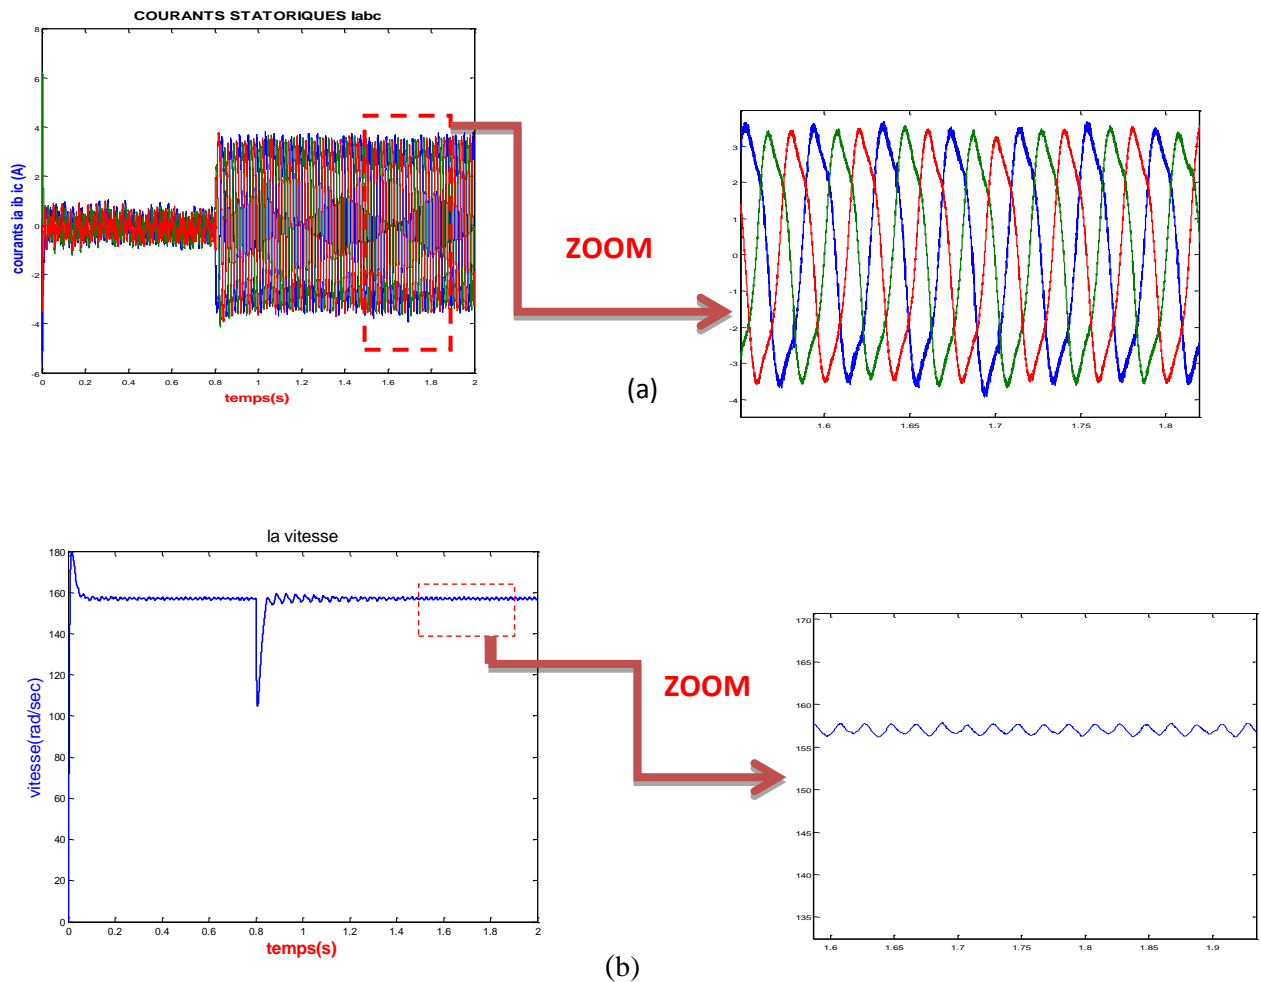 COURANTS STATORIQUES Iabc
courants ia ib ic (A)
8
6
4
2
0
-2
-4
-6
0 0.2 0.4 0.6 0.8 1 1.2 1.4 1.6 1.8 2
temps(s)
ZOOM
3
2
1
0
-1
-2
-3
-4
1.6 1.65 1.7 1.75 1.8
(a)
la vitesse
vitesse(rad/sec)
180
160
140
120
100
80
60
40
20
0
0 0.2 0.4 0.6 0.8 1 1.2 1.4 1.6 1.8 2
temps(s)
ZOOM
170
165
160
155
150
145
140
135
1.6 1.65 1.7 1.75 1.8 1.85 1.9
(b)